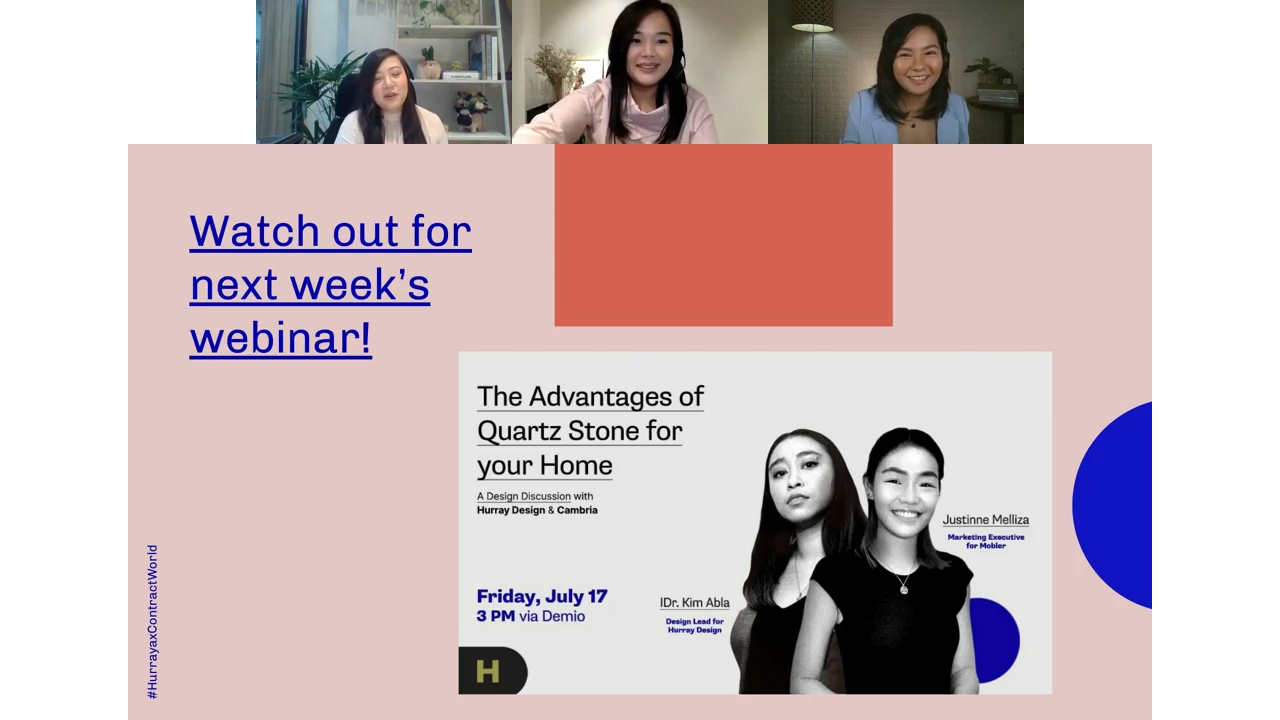 Watch out for
next week's
webinar!
The Advantages of
Quartz Stone for
your Home
A Design Discussion with
Hurray Design & Cambria
Friday, July 17
3 PM via Demio
IDr. Kim Abla
Design Lead for
Hurray Design
Justinne Melliza
Marketing Executive
for Mobler
H
#HurrayaxContractWorld